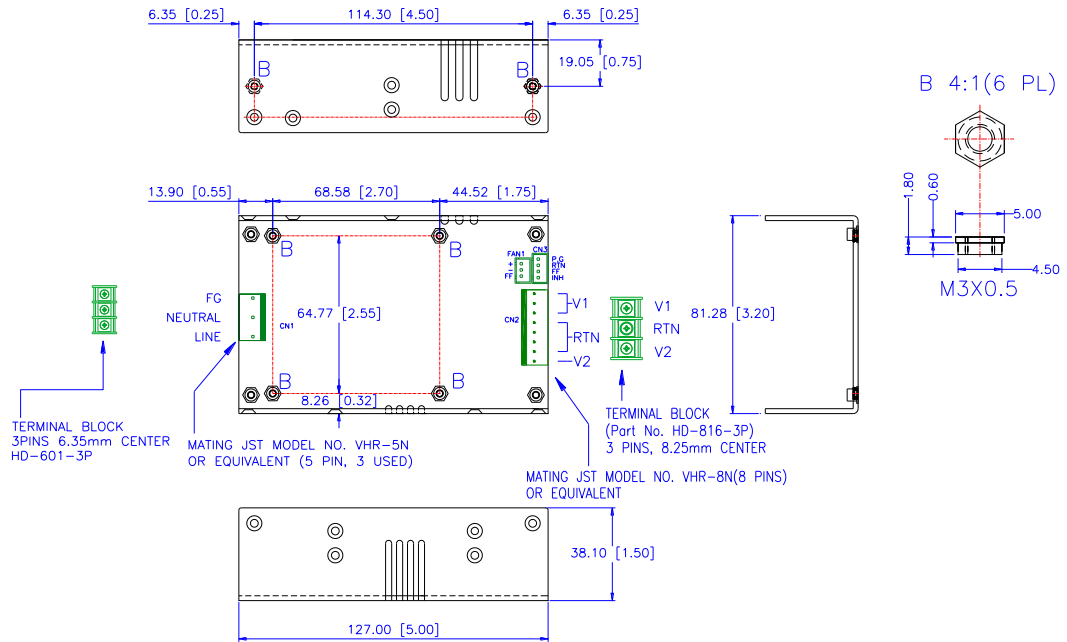 6.35 [0.25]
114.30 [4.50]
6.35 [0.25]
B
B
19.05 [0.75]
B 4:1(6 PL)
1.80
0.60
5.00
4.50
M3X0.5
13.90 [0.55]
68.58 [2.70]
44.52 [1.75]
B
B
FAN1
+
-
FF
CN3
P.G
RTN
FF
INH
FG
NEUTRAL
LINE
CN1
64.77 [2.55]
CN2
V1
RTN
V2
V1
RTN
V2
81.28 [3.20]
B
B
8.26 [0.32]
TERMINAL BLOCK
3PINS 6.35mm CENTER
HD-601-3P
MATING JST MODEL NO. VHR-5N
OR EQUIVALENT (5 PIN, 3 USED)
TERMINAL BLOCK
(Part No. HD-816-3P)
3 PINS, 8.25mm CENTER
MATING JST MODEL NO. VHR-8N(8 PINS)
OR EQUIVALENT
38.10 [1.50]
127.00 [5.00]